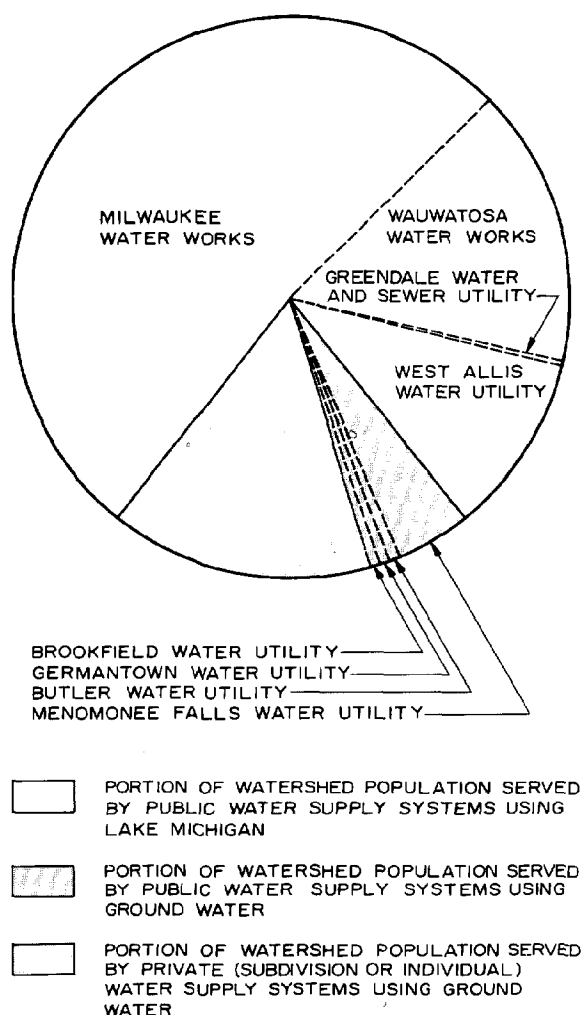 MILWAUKEE
WATER WORKS
WAUWATOSA
WATER WORKS
GREENDALE WATER
AND SEWER UTILITY
WEST ALLIS
WATER UTILITY
BROOKFIELD WATER UTILITY
GERMANTOWN WATER UTILITY
BUTLER WATER UTILITY
MENOMONEE FALLS WATER UTILITY
PORTION OF WATERSHED POPULATION SERVED
BY PUBLIC WATER SUPPLY SYSTEMS USING
LAKE MICHIGAN
PORTION OF WATERSHED POPULATION SERVED
BY PUBLIC WATER SUPPLY SYSTEMS USING
GROUND WATER
PORTION OF WATERSHED POPULATION SERVED
BY PRIVATE (SUBDIVISION OR INDIVIDUAL)
WATER SUPPLY SYSTEMS USING GROUND
WATER